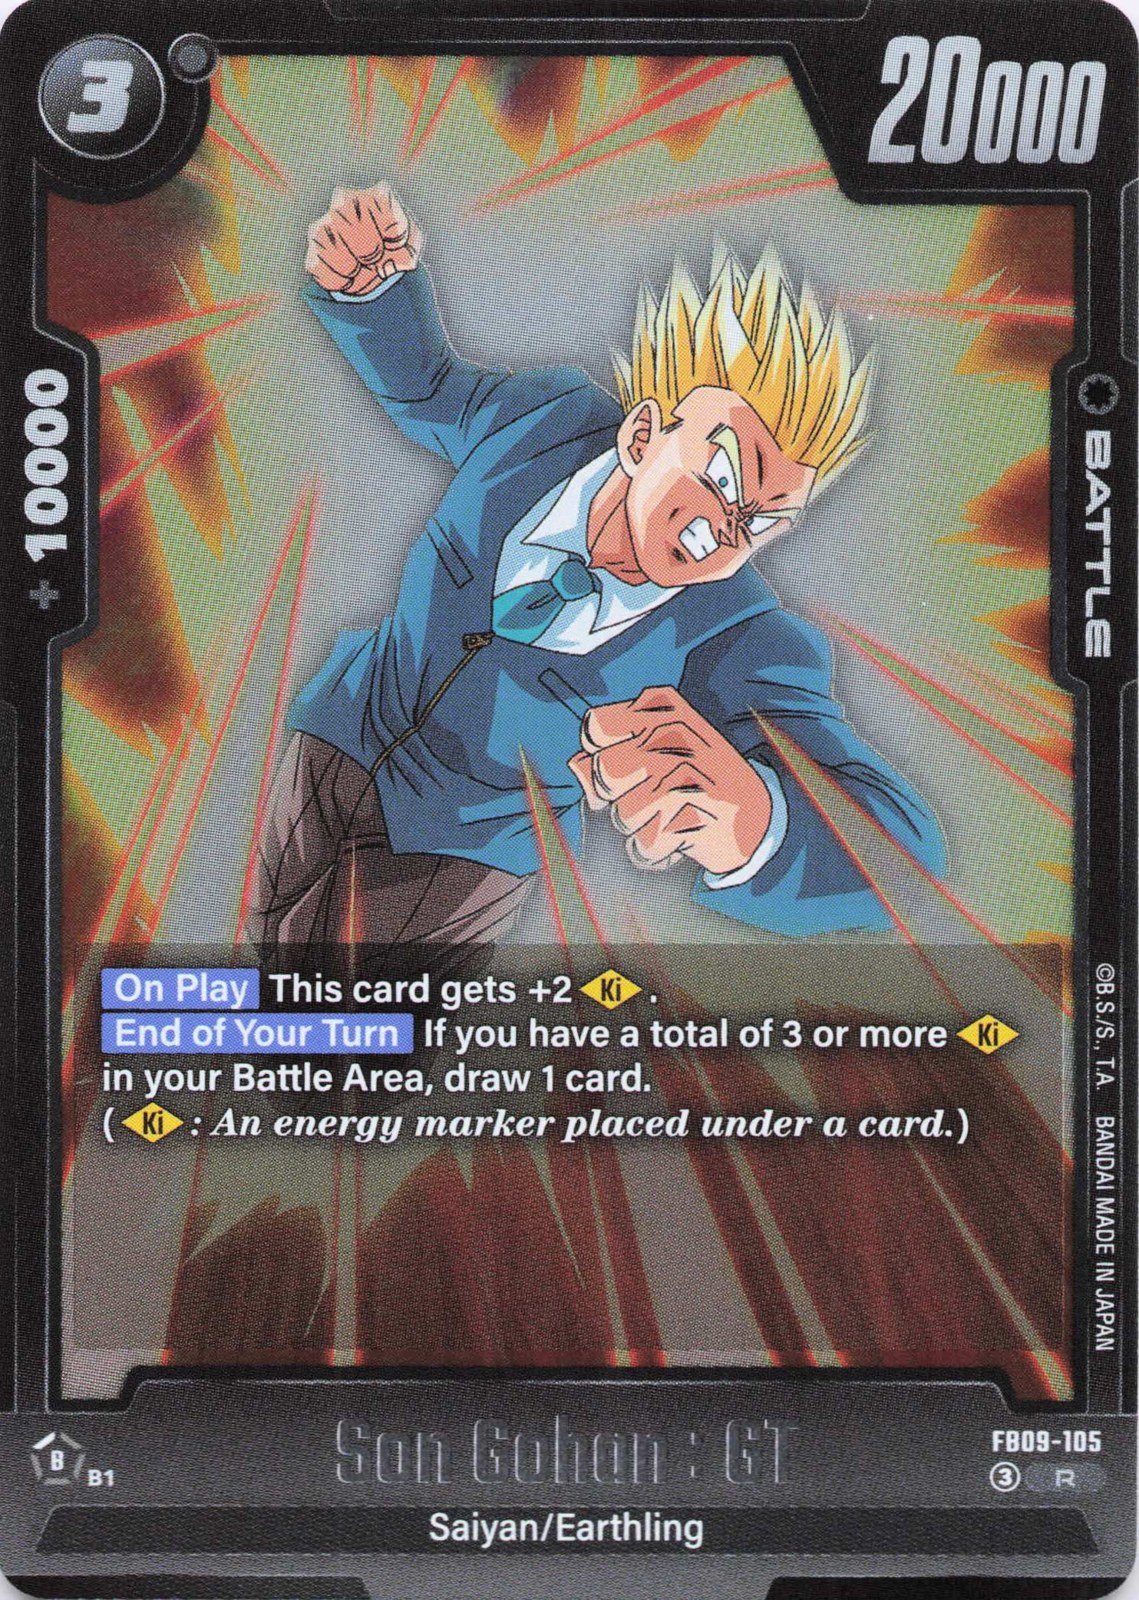 3
20000
+10000
BATTLE
On Play This card gets +2 Ki .
End of Your Turn If you have a total of 3 or more Ki
in your Battle Area, draw 1 card.
( Ki : An energy marker placed under a card.)
©B.S./S., T.A BANDAI MADE IN JAPAN
Son Gohan : GT
FB09-105
B
B1
3 R
Saiyan/Earthling